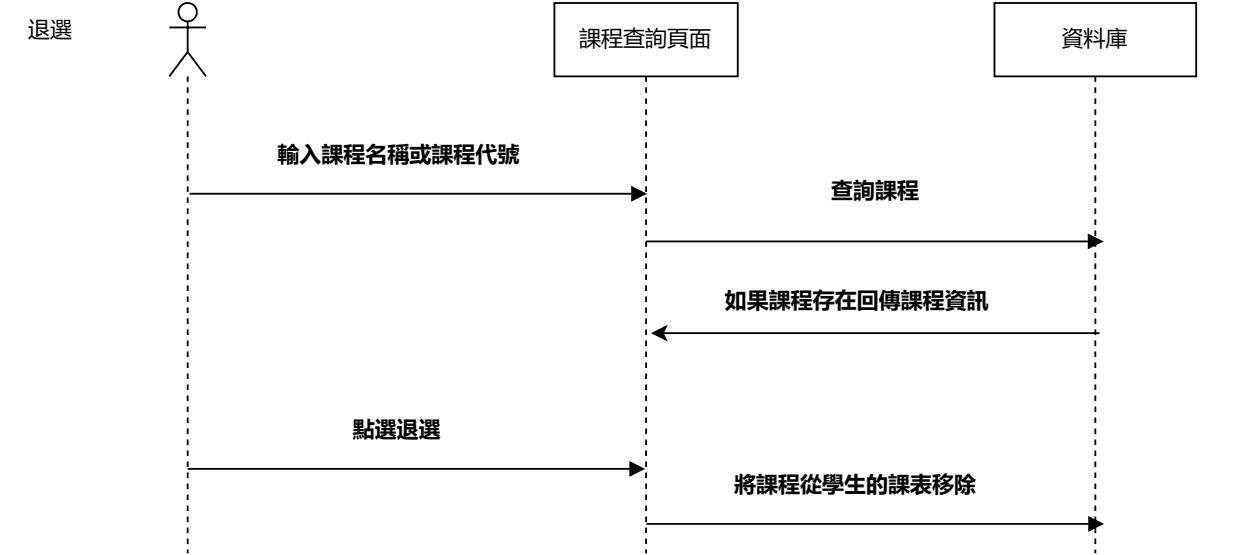 退選
課程查詢頁面
資料庫
輸入課程名稱或課程代號
查詢課程
如果課程存在回傳課程資訊
點選退選
將課程從學生的課表移除